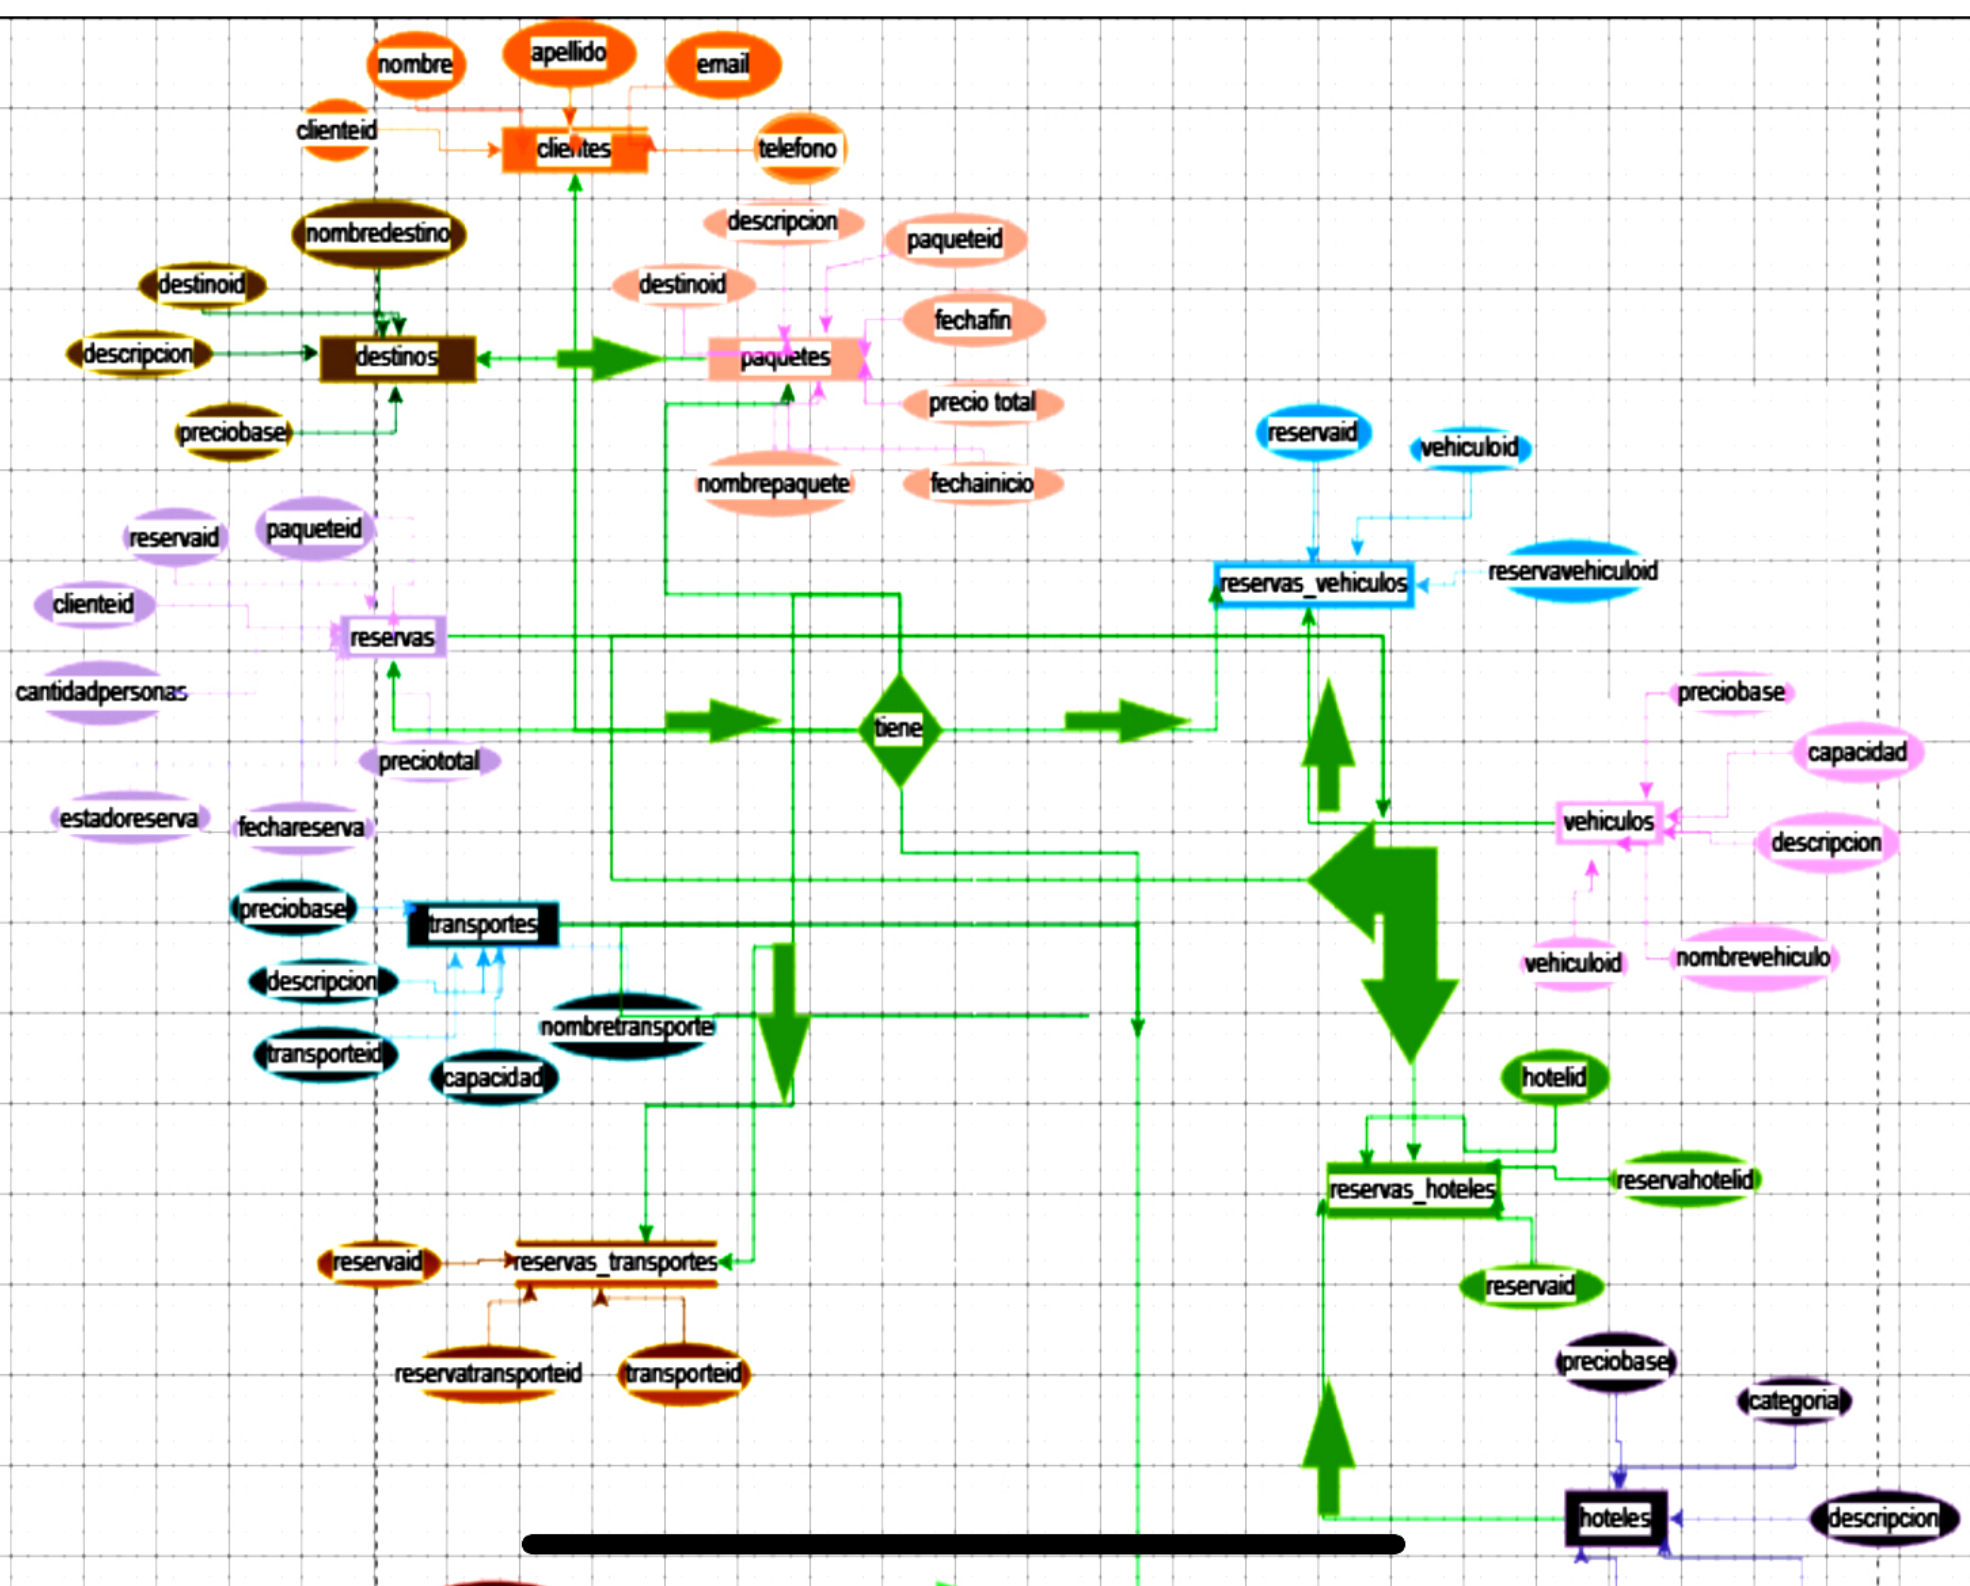 nombre
apellido
email
clienteid
clientes
telefono
nombredestino
descripcion
paqueteid
destinoid
destinoid
fechafin
descripcion
destinos
paquetes
precio total
preciobase
nombrepaquete
fechainicio
reservaid
vehiculoid
reservaid
paqueteid
reservas_vehiculos
reservavehiculoid
clienteid
reservas
cantidadpersonas
tiene
preciobase
preciototal
capacidad
estadoreserva
fechareserva
vehiculos
descripcion
preciobase
transportes
descripcion
nombretransporte
vehiculoid
nombrevehiculo
transporteid
capacidad
hotelid
reservas_hoteles
reservahotelid
reservaid
reservas_transportes
reservaid
reservatransporteid
transporteid
preciobase
categoria
hoteles
descripcion